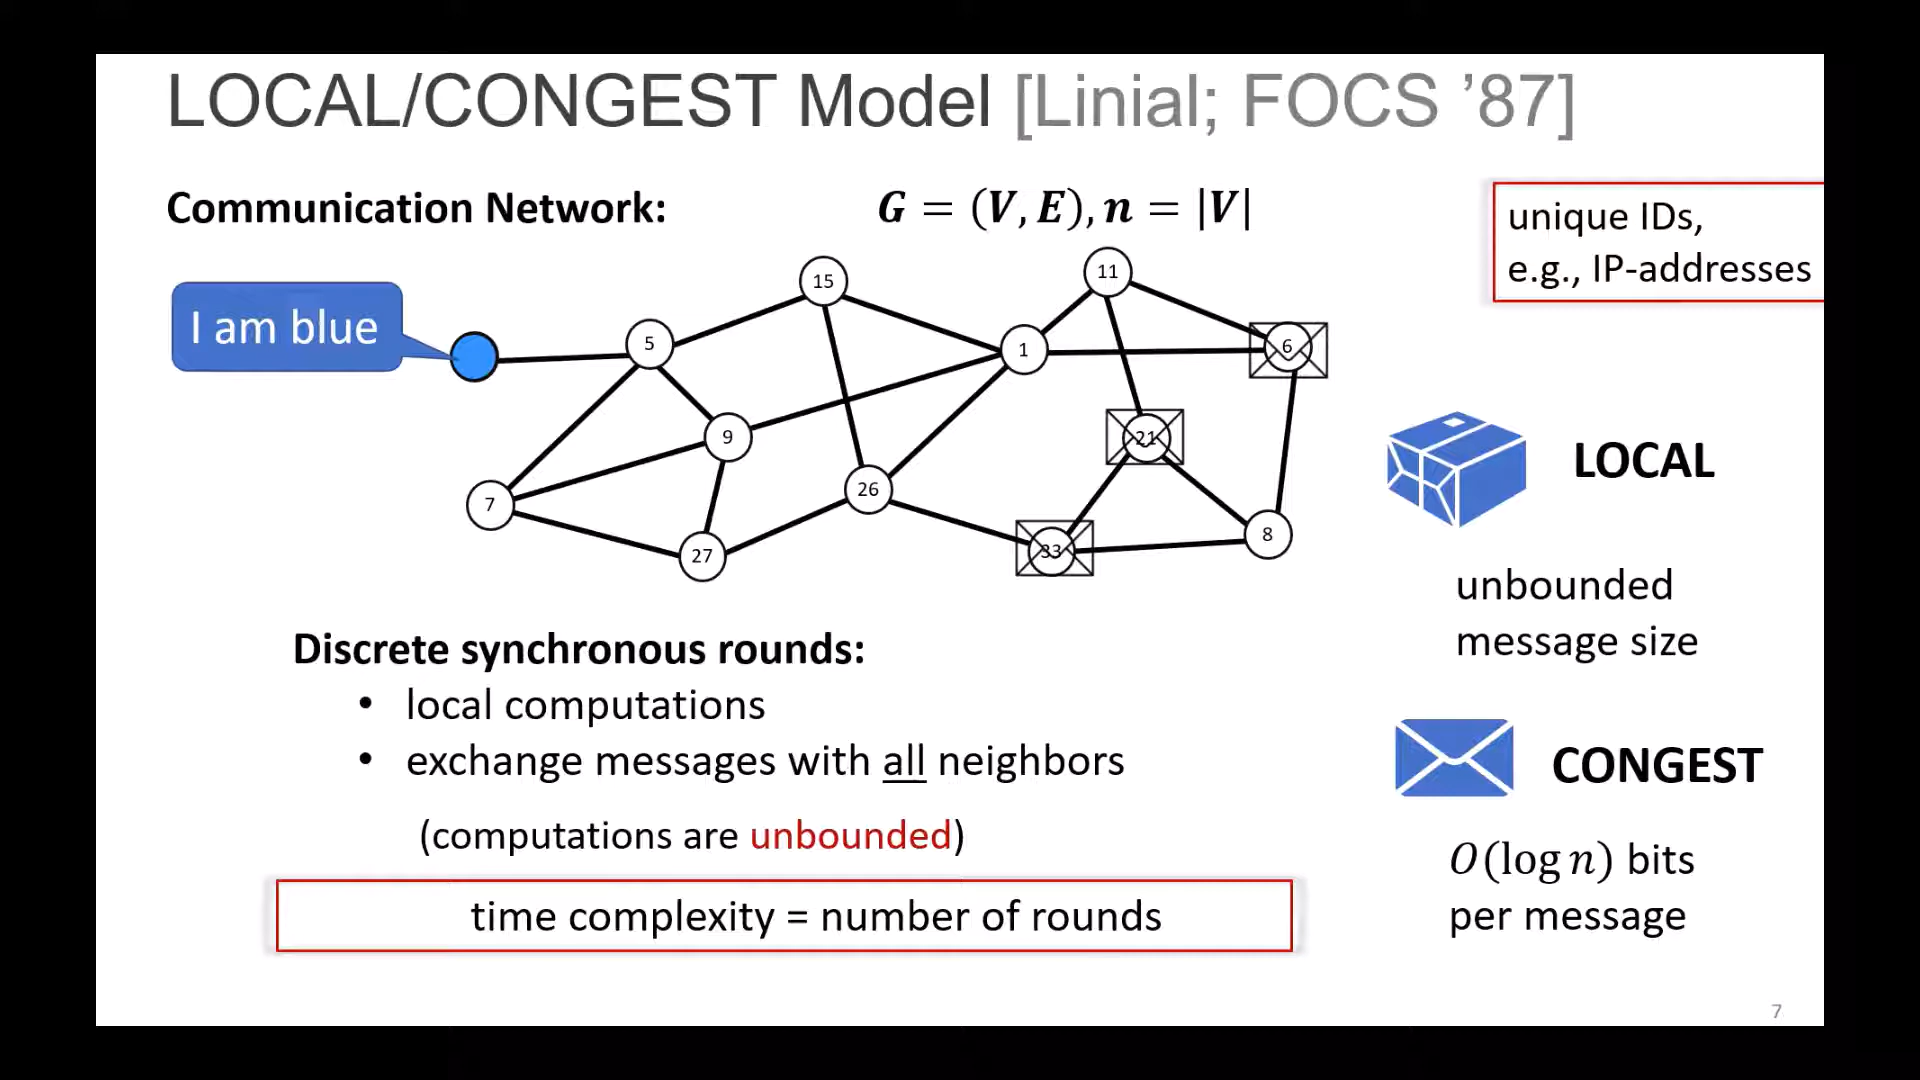 LOCAL/CONGEST Model [Linial; FOCS ’87]
Communication Network:
G = (V, E), n = |V|
unique IDs,
e.g., IP-addresses
I am blue
15
11
5
1
6
9
21
26
7
33
8
27
LOCAL
unbounded
message size
Discrete synchronous rounds:
• local computations
• exchange messages with all neighbors
(computations are unbounded)
time complexity = number of rounds
CONGEST
O(log n) bits
per message
7